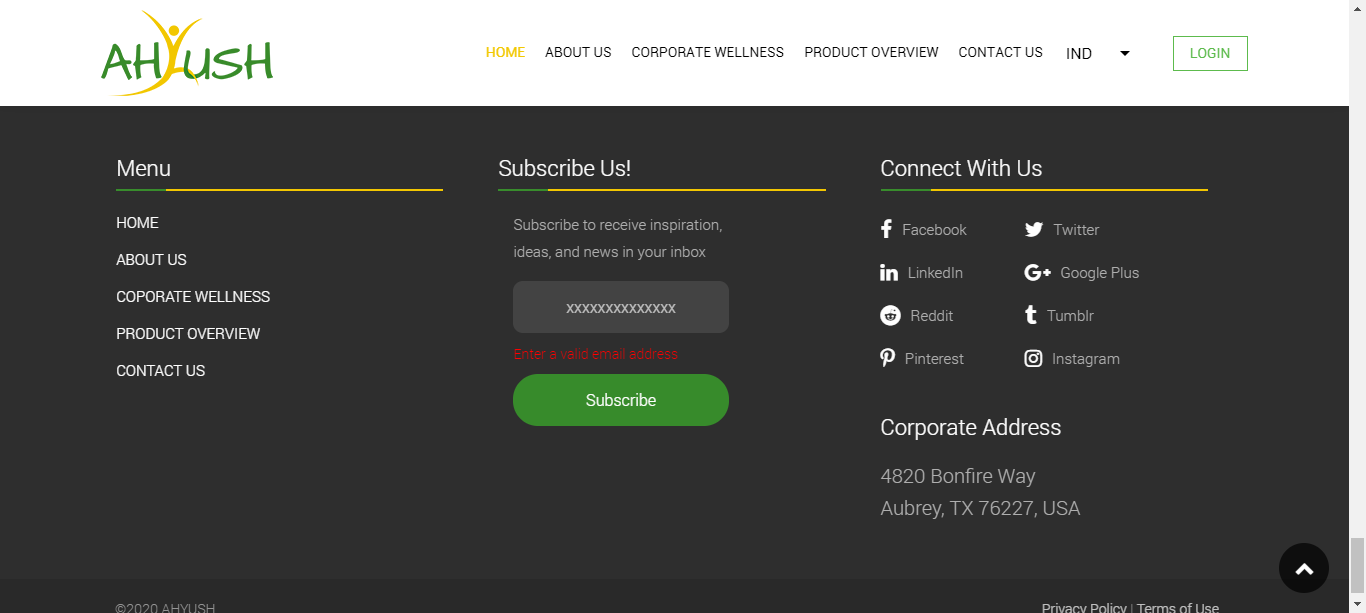 AHYUSH
HOME ABOUT US CORPORATE WELLNESS PRODUCT OVERVIEW CONTACT US IND LOGIN
Menu
HOME
ABOUT US
COPORATE WELLNESS
PRODUCT OVERVIEW
CONTACT US
Subscribe Us!
Subscribe to receive inspiration,
ideas, and news in your inbox
xxxxxxxxxxxxxx
Enter a valid email address
Subscribe
Connect With Us
Facebook Twitter
LinkedIn Google Plus
Reddit Tumblr
Pinterest Instagram
Corporate Address
4820 Bonfire Way
Aubrey, TX 76227, USA
©2020 AHYUSH
Privacy Policy | Terms of Use